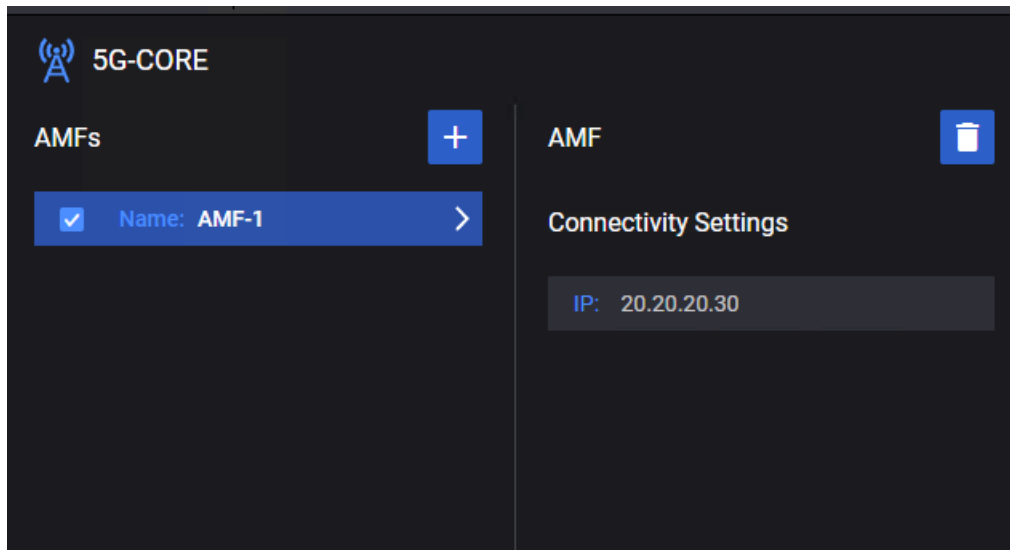 5G-CORE
AMFs
Name: AMF-1
AMF
Connectivity Settings
IP: 20.20.20.30